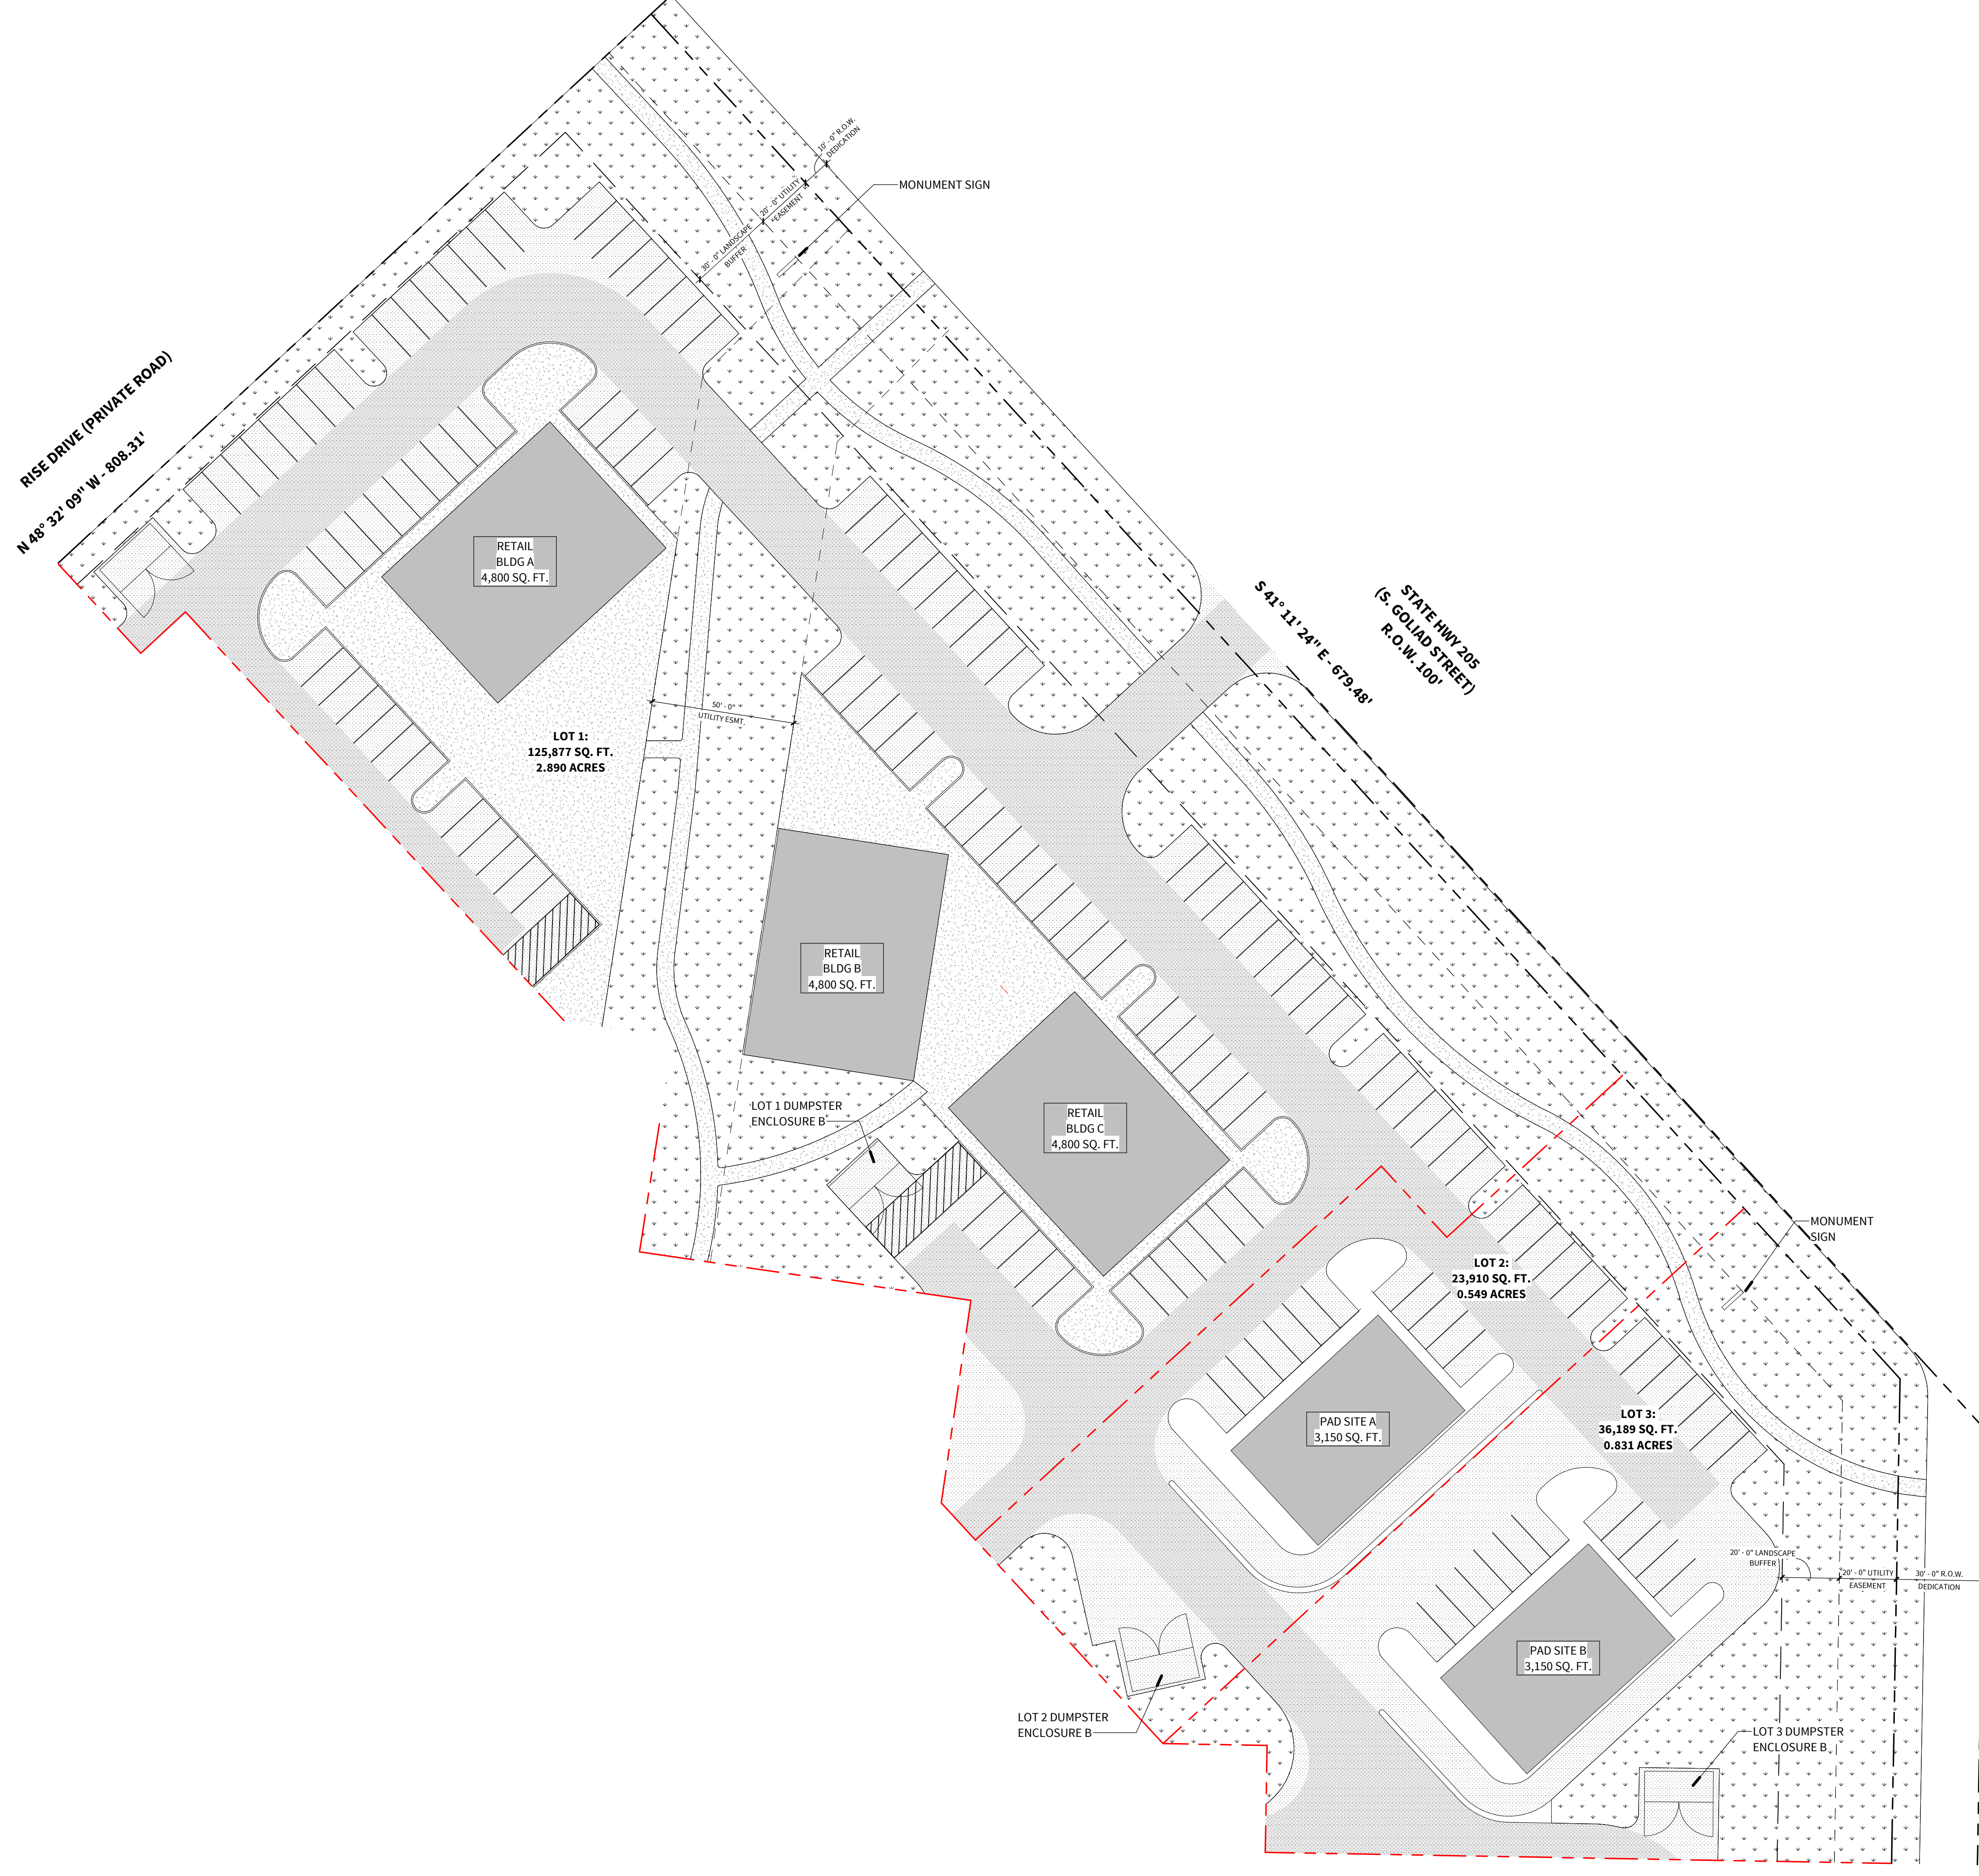 10' - 0" R.O.W.
DEDICATION
MONUMENT SIGN
20' - 0" UTILITY
EASEMENT
30' - 0" LANDSCAPE
BUFFER
RISE DRIVE (PRIVATE ROAD)
N 48° 32' 09" W - 808.31'
RETAIL
BLDG A
4,800 SQ. FT.
STATE HWY 205
(S. GOLIAD STREET)
R.O.W. 100'
S 41° 11' 24" E - 679.48'
50' - 0"
UTILITY ESMT.
LOT 1:
125,877 SQ. FT.
2.890 ACRES
RETAIL
BLDG B
4,800 SQ. FT.
LOT 1 DUMPSTER
ENCLOSURE B
RETAIL
BLDG C
4,800 SQ. FT.
MONUMENT
SIGN
LOT 2:
23,910 SQ. FT.
0.549 ACRES
PAD SITE A
3,150 SQ. FT.
LOT 3:
36,189 SQ. FT.
0.831 ACRES
20' - 0" LANDSCAPE
BUFFER
20' - 0" UTILITY
EASEMENT
30' - 0" R.O.W.
DEDICATION
PAD SITE B
3,150 SQ. FT.
LOT 2 DUMPSTER
ENCLOSURE B
LOT 3 DUMPSTER
ENCLOSURE B